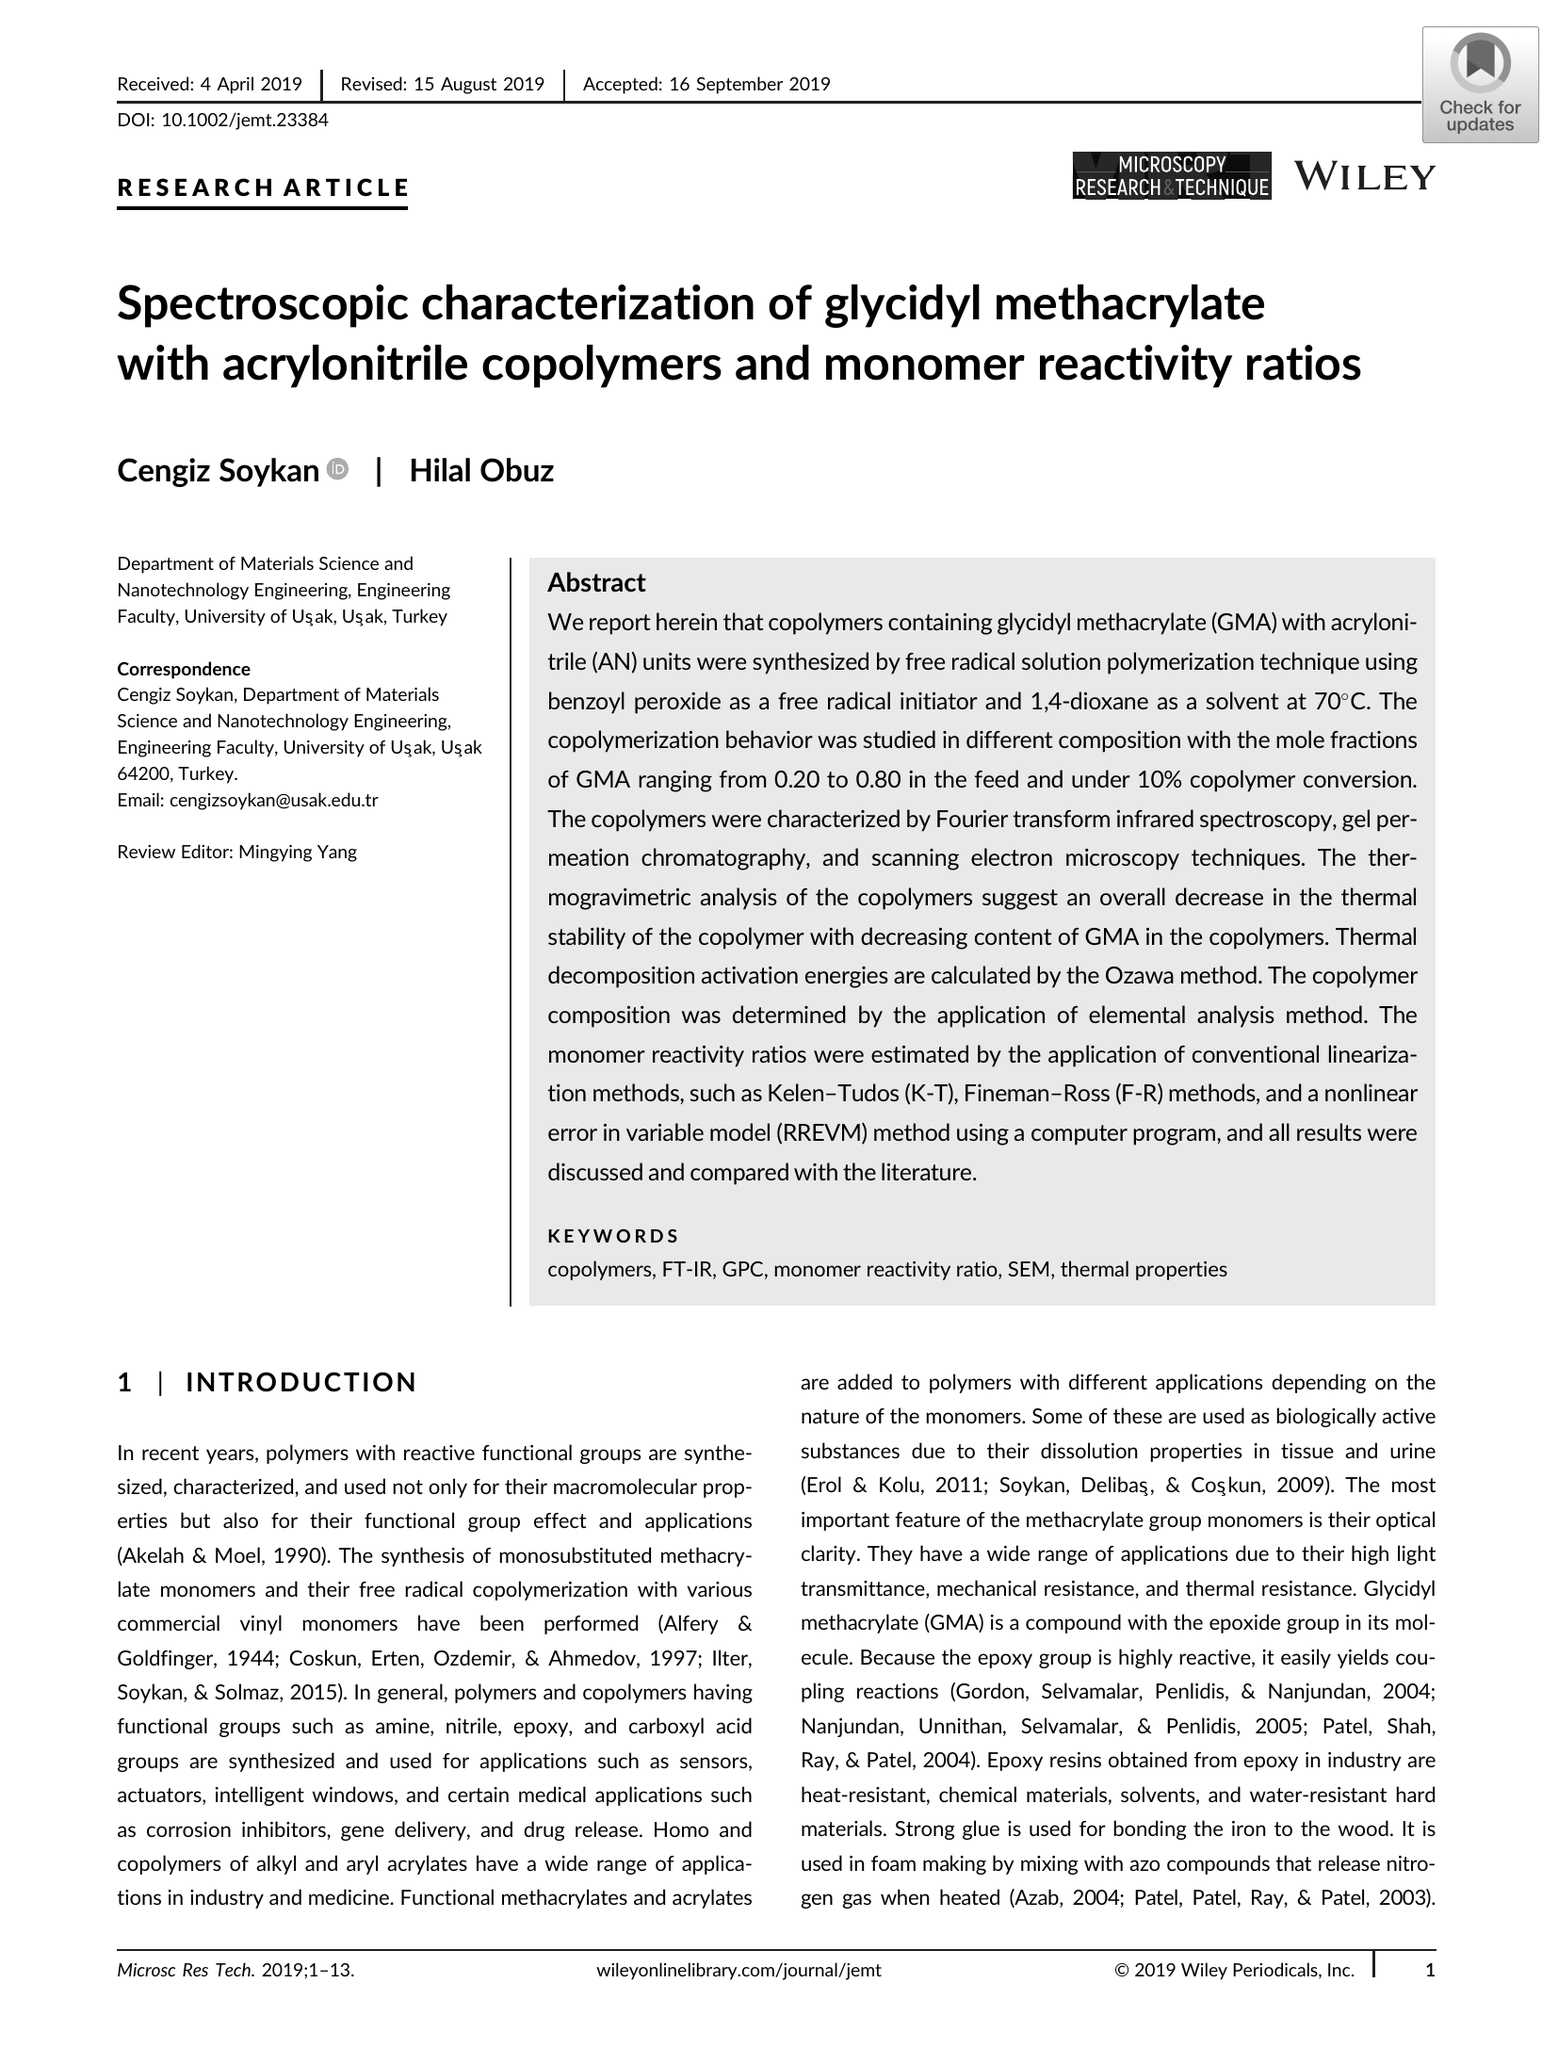 Received: 4 April 2019 Revised: 15 August 2019 Accepted: 16 September 2019
DOI: 10.1002/jemt.23384
Check for
updates
RESEARCH ARTICLE
MICROSCOPY
RESEARCH & TECHNIQUE
WILEY
Spectroscopic characterization of glycidyl methacrylate
with acrylonitrile copolymers and monomer reactivity ratios
Cengiz Soykan iD | Hilal Obuz
Department of Materials Science and
Nanotechnology Engineering, Engineering
Faculty, University of Uşak, Uşak, Turkey
Correspondence
Cengiz Soykan, Department of Materials
Science and Nanotechnology Engineering,
Engineering Faculty, University of Uşak, Uşak
64200, Turkey.
Email: cengizsoykan@usak.edu.tr
Review Editor: Mingying Yang
Abstract
We report herein that copolymers containing glycidyl methacrylate (GMA) with acryloni-
trile (AN) units were synthesized by free radical solution polymerization technique using
benzoyl peroxide as a free radical initiator and 1,4-dioxane as a solvent at 70°C. The
copolymerization behavior was studied in different composition with the mole fractions
of GMA ranging from 0.20 to 0.80 in the feed and under 10% copolymer conversion.
The copolymers were characterized by Fourier transform infrared spectroscopy, gel per-
meation chromatography, and scanning electron microscopy techniques. The ther-
mogravimetric analysis of the copolymers suggest an overall decrease in the thermal
stability of the copolymer with decreasing content of GMA in the copolymers. Thermal
decomposition activation energies are calculated by the Ozawa method. The copolymer
composition was determined by the application of elemental analysis method. The
monomer reactivity ratios were estimated by the application of conventional lineariza-
tion methods, such as Kelen–Tudos (K-T), Fineman–Ross (F-R) methods, and a nonlinear
error in variable model (RREVM) method using a computer program, and all results were
discussed and compared with the literature.
KEYWORDS
copolymers, FT-IR, GPC, monomer reactivity ratio, SEM, thermal properties
1 | INTRODUCTION
In recent years, polymers with reactive functional groups are synthe-
sized, characterized, and used not only for their macromolecular prop-
erties but also for their functional group effect and applications
(Akelah & Moel, 1990). The synthesis of monosubstituted methacry-
late monomers and their free radical copolymerization with various
commercial vinyl monomers have been performed (Alfery &
Goldfinger, 1944; Coskun, Erten, Ozdemir, & Ahmedov, 1997; Ilter,
Soykan, & Solmaz, 2015). In general, polymers and copolymers having
functional groups such as amine, nitrile, epoxy, and carboxyl acid
groups are synthesized and used for applications such as sensors,
actuators, intelligent windows, and certain medical applications such
as corrosion inhibitors, gene delivery, and drug release. Homo and
copolymers of alkyl and aryl acrylates have a wide range of applica-
tions in industry and medicine. Functional methacrylates and acrylates
are added to polymers with different applications depending on the
nature of the monomers. Some of these are used as biologically active
substances due to their dissolution properties in tissue and urine
(Erol & Kolu, 2011; Soykan, Delibaş, & Coşkun, 2009). The most
important feature of the methacrylate group monomers is their optical
clarity. They have a wide range of applications due to their high light
transmittance, mechanical resistance, and thermal resistance. Glycidyl
methacrylate (GMA) is a compound with the epoxide group in its mol-
ecule. Because the epoxy group is highly reactive, it easily yields cou-
pling reactions (Gordon, Selvamalar, Penlidis, & Nanjundan, 2004;
Nanjundan, Unnithan, Selvamalar, & Penlidis, 2005; Patel, Shah,
Ray, & Patel, 2004). Epoxy resins obtained from epoxy in industry are
heat-resistant, chemical materials, solvents, and water-resistant hard
materials. Strong glue is used for bonding the iron to the wood. It is
used in foam making by mixing with azo compounds that release nitro-
gen gas when heated (Azab, 2004; Patel, Patel, Ray, & Patel, 2003).
Microsc Res Tech. 2019;1–13. wileyonlinelibrary.com/journal/jemt © 2019 Wiley Periodicals, Inc. 1